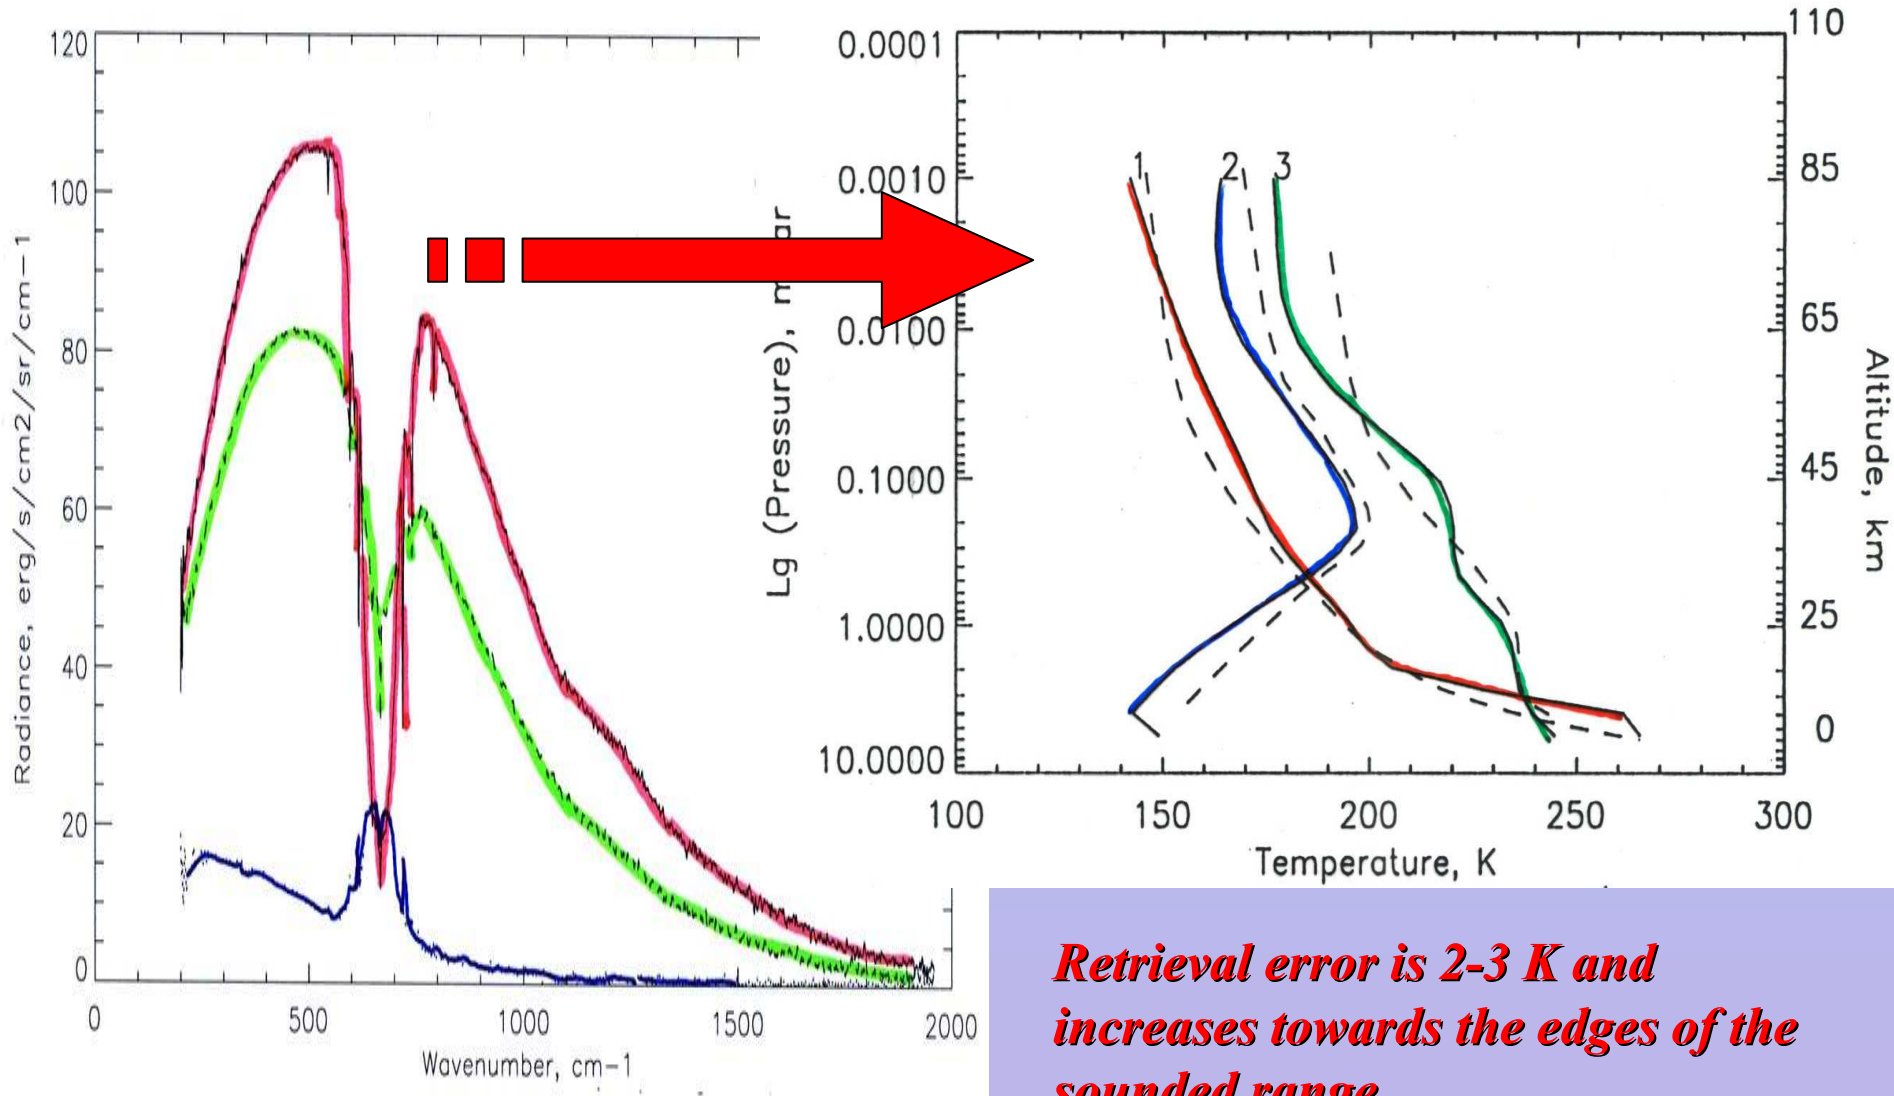 120
100
80
60
40
20
0
Radiance, erg/s/cm2/sr/cm-1
0 500 1000 1500 2000
Wavenumber, cm-1
0.0001
0.0010
0.0100
0.1000
1.0000
10.0000
Lg (Pressure),
1 2 3
110
85
65
45
25
0
Altitude, km
100 150 200 250 300
Temperature, K
Retrieval error is 2-3 K and
increases towards the edges of the
sounded range